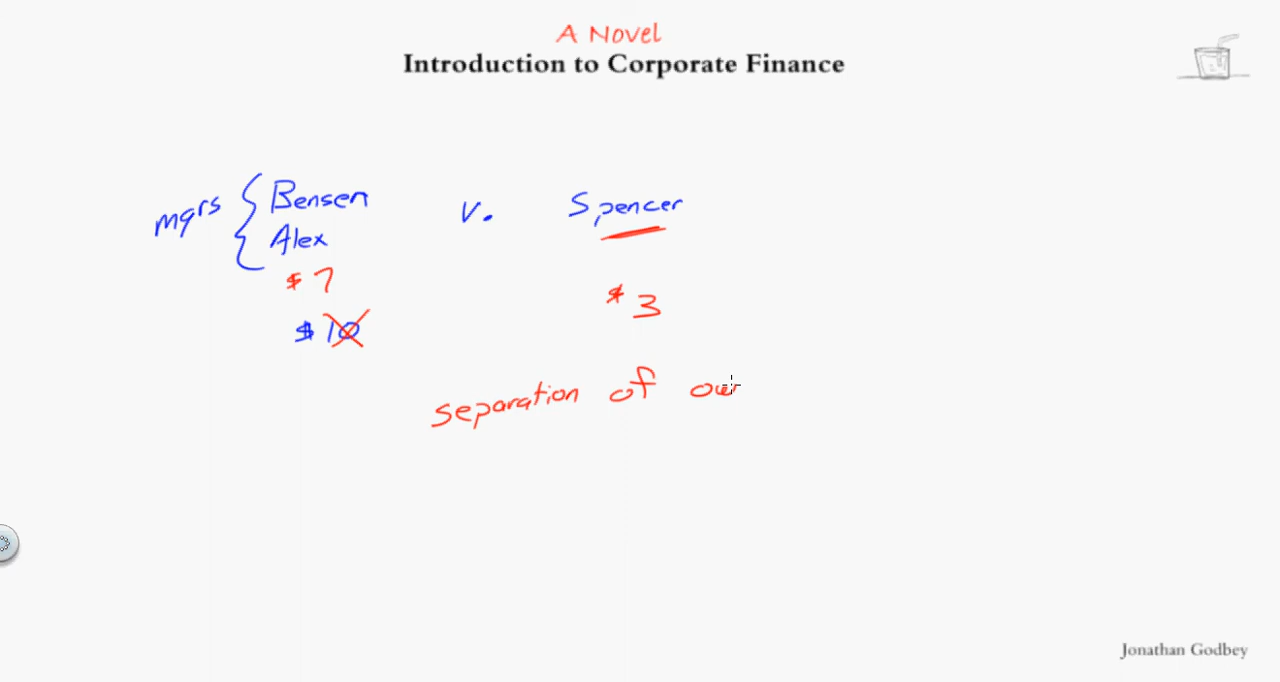 A Novel
Introduction to Corporate Finance
mgrs { Bensen v. Spencer
Alex
$7 $3
$10
separation of ow
Jonathan Godbey